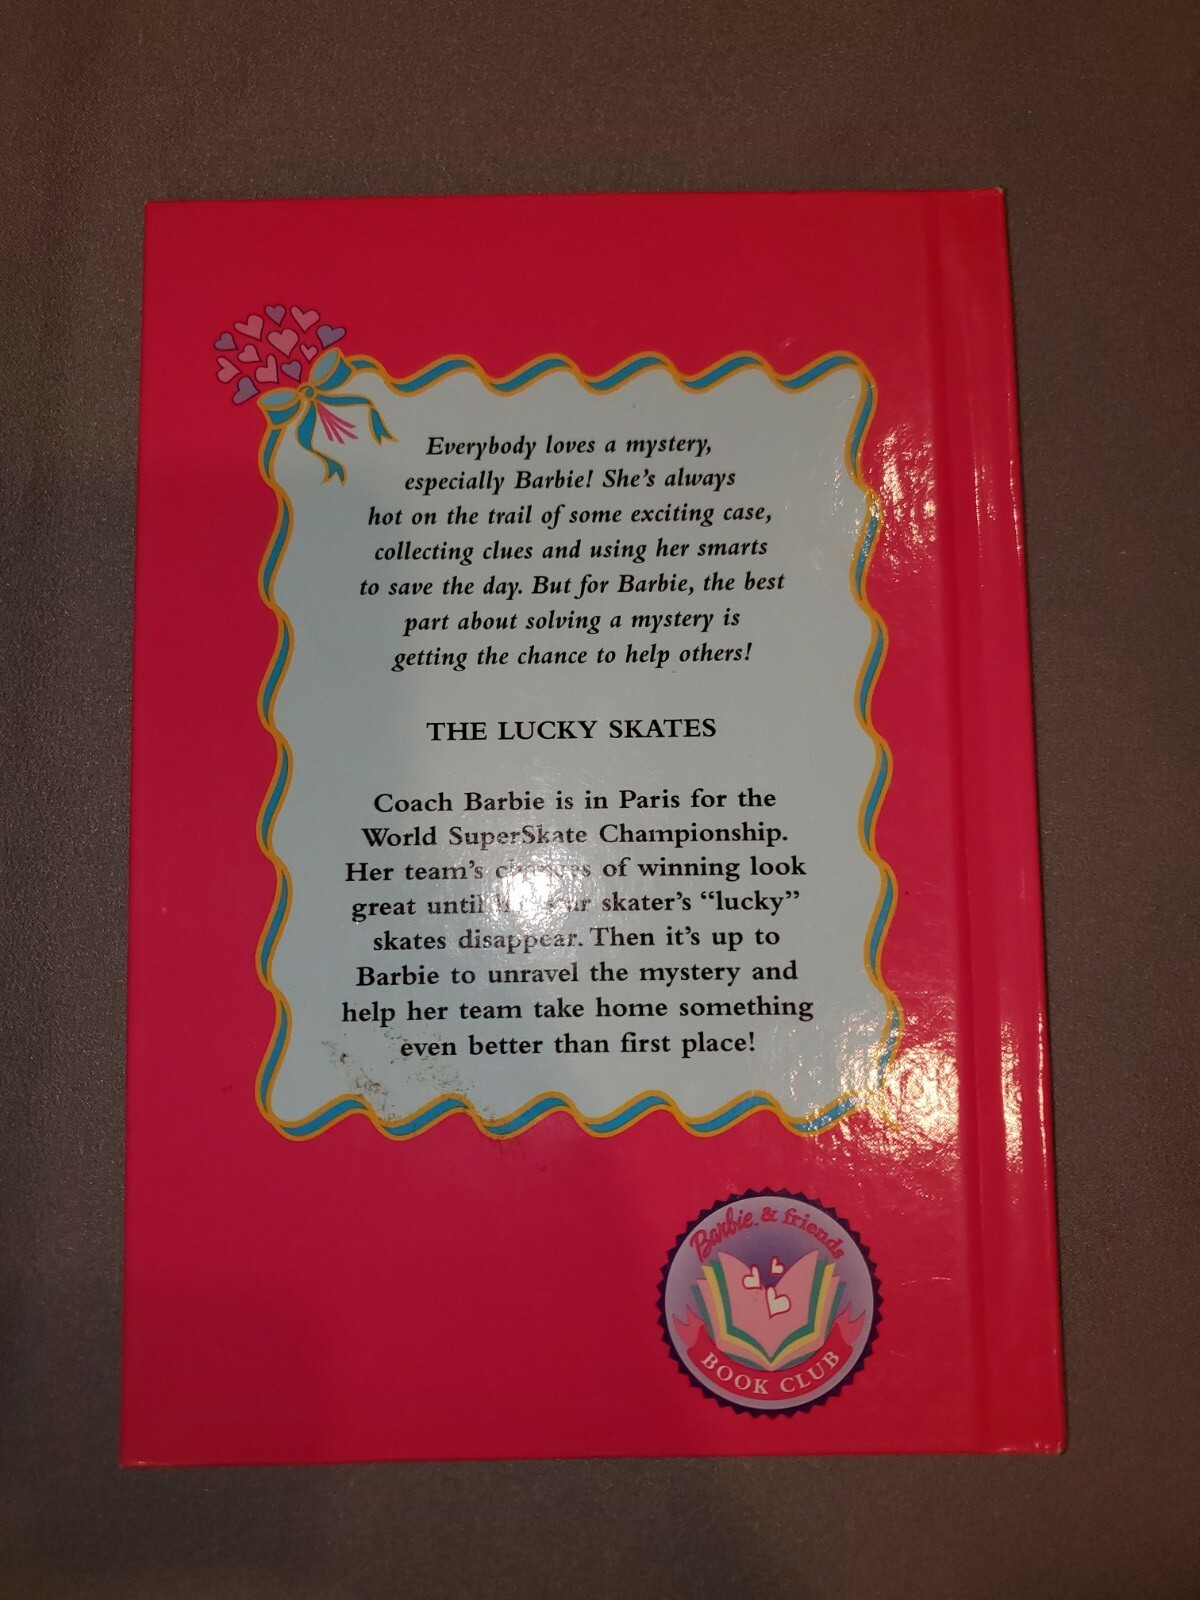 Everybody loves a mystery,
especially Barbie! She's always
hot on the trail of some exciting case,
collecting clues and using her smarts
to save the day. But for Barbie, the best
part about solving a mystery is
getting the chance to help others!
THE LUCKY SKATES
Coach Barbie is in Paris for the
World SuperSkate Championship.
Her team's chances of winning look
great until skater's “lucky”
skates disappear. Then it's up to
Barbie to unravel the mystery and
help her team take home something
even better than first place!
Barbie & friends
BOOK CLUB